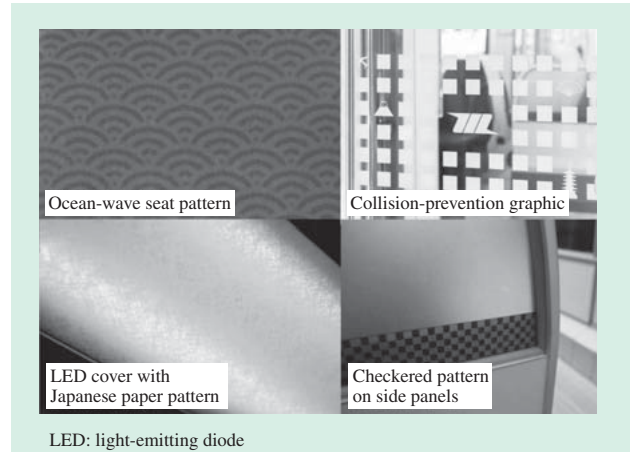 Ocean-wave seat pattern
Collision-prevention graphic
LED cover with
Japanese paper pattern
Checkered pattern
on side panels
LED: light-emitting diode